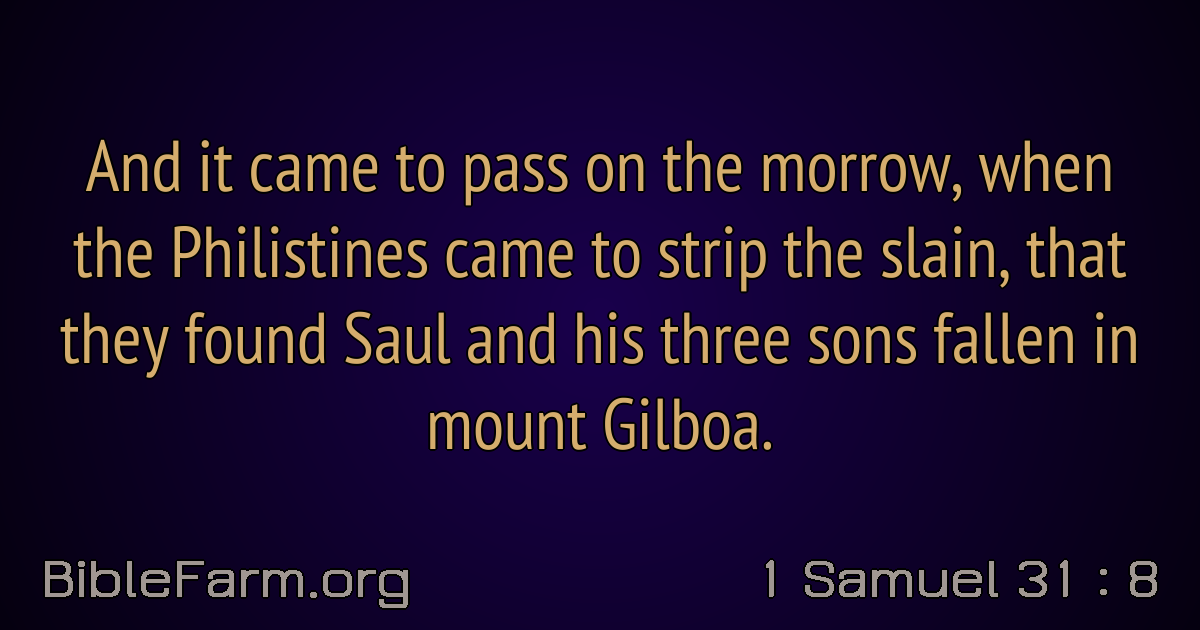 And it came to pass on the morrow, when
the Philistines came to strip the slain, that
they found Saul and his three sons fallen in
mount Gilboa.
BibleFarm.org
1 Samuel 31 : 8